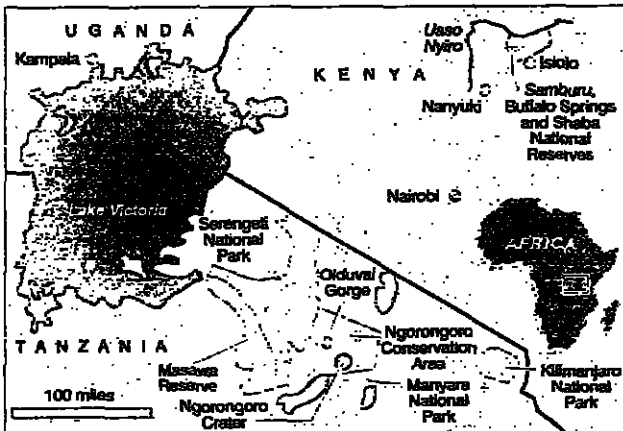 UGANDA
Kampala
KENYA
Uaso
Nyiro
Isiolo
Nanyuki
Samburu,
Buffalo Springs
and Shaba
National
Reserves
Nairobi
Lake Victoria
AFRICA
Serengeti
National
Park
Olduvai
Gorge
TANZANIA
Ngorongoro
Conservation
Area
Maswa
Reserve
Manyara
National
Park
Kilimanjaro
National
Park
100 miles
Ngorongoro
Crater